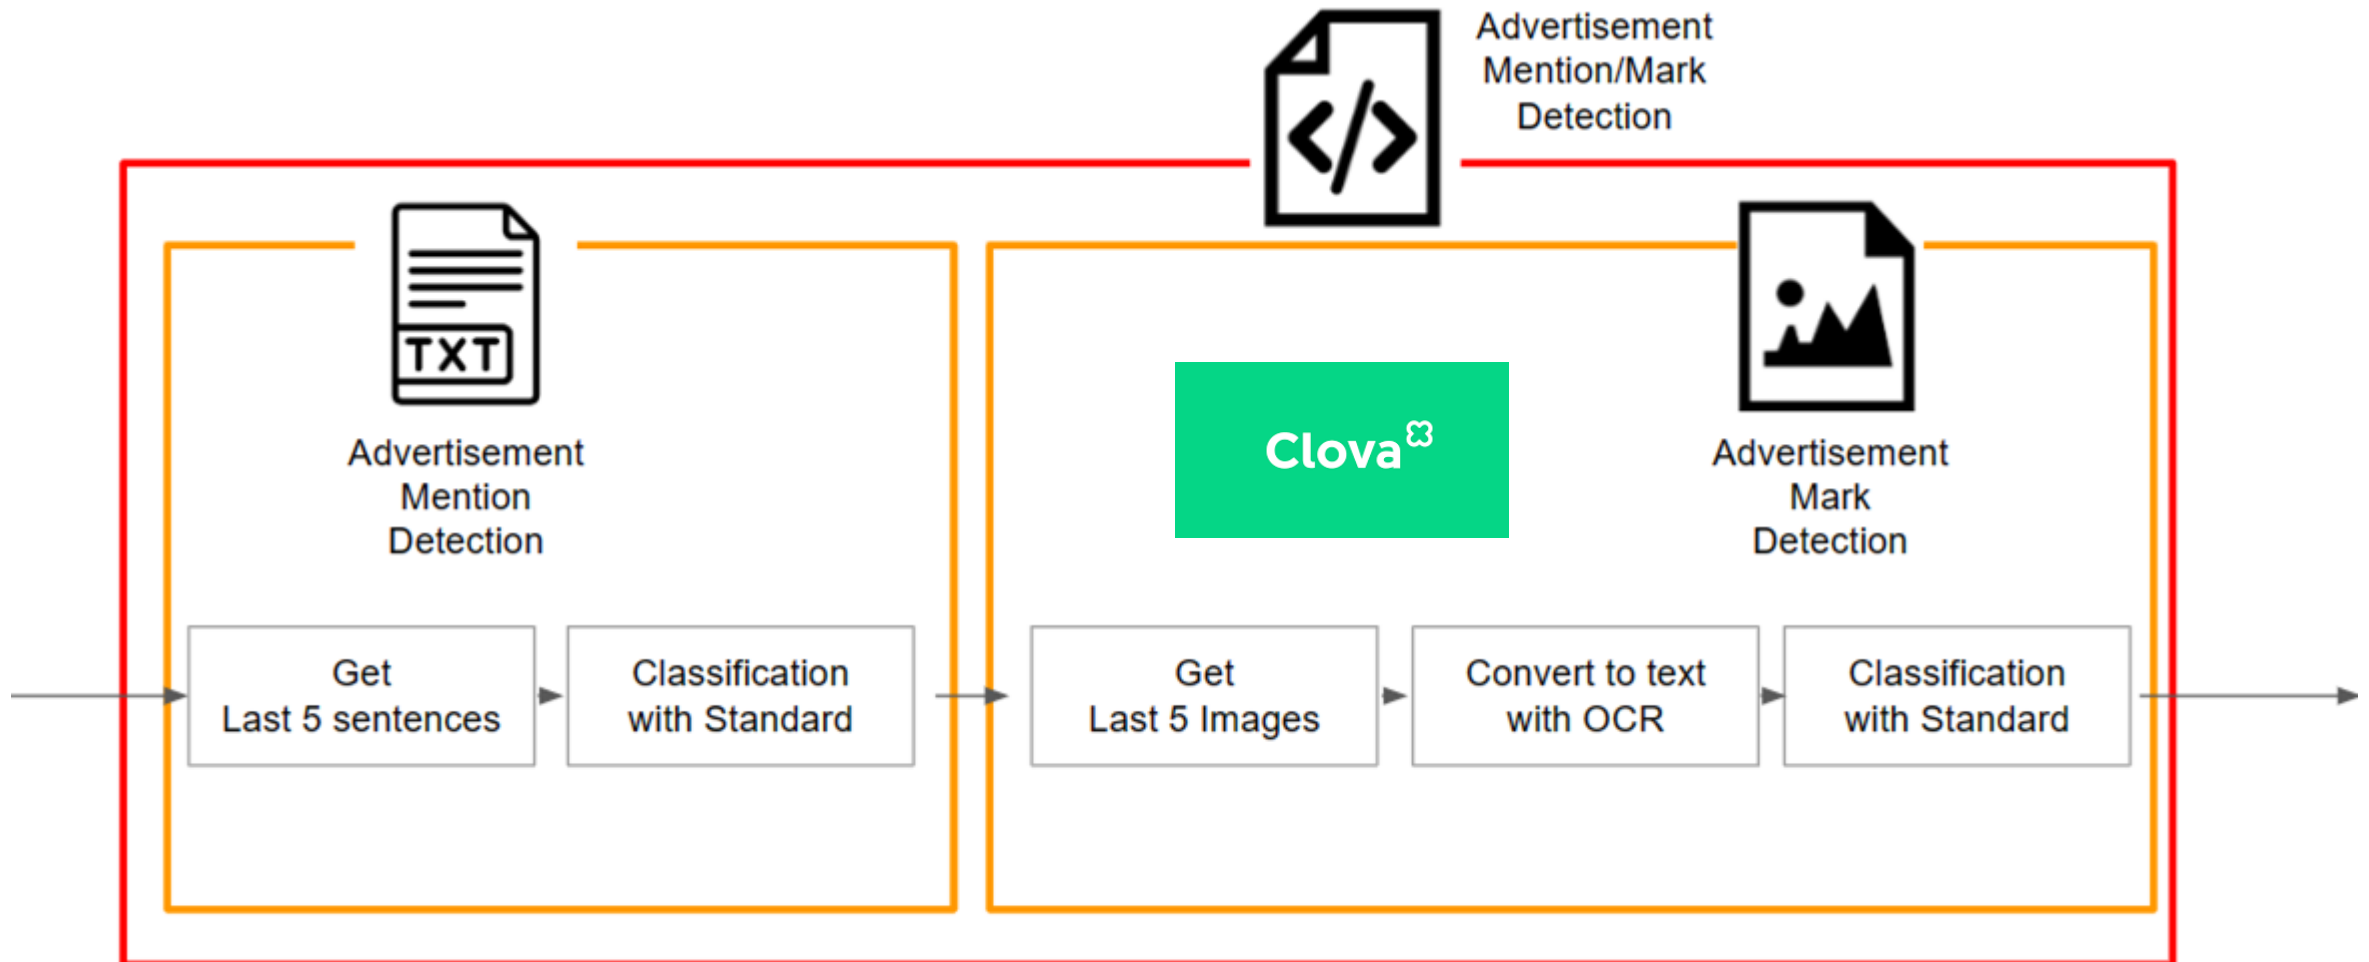 Advertisement
Mention/Mark
Detection
TXT
Advertisement
Mention
Detection
Clova
Advertisement
Mark
Detection
Get
Last 5 sentences
Classification
with Standard
Get
Last 5 Images
Convert to text
with OCR
Classification
with Standard